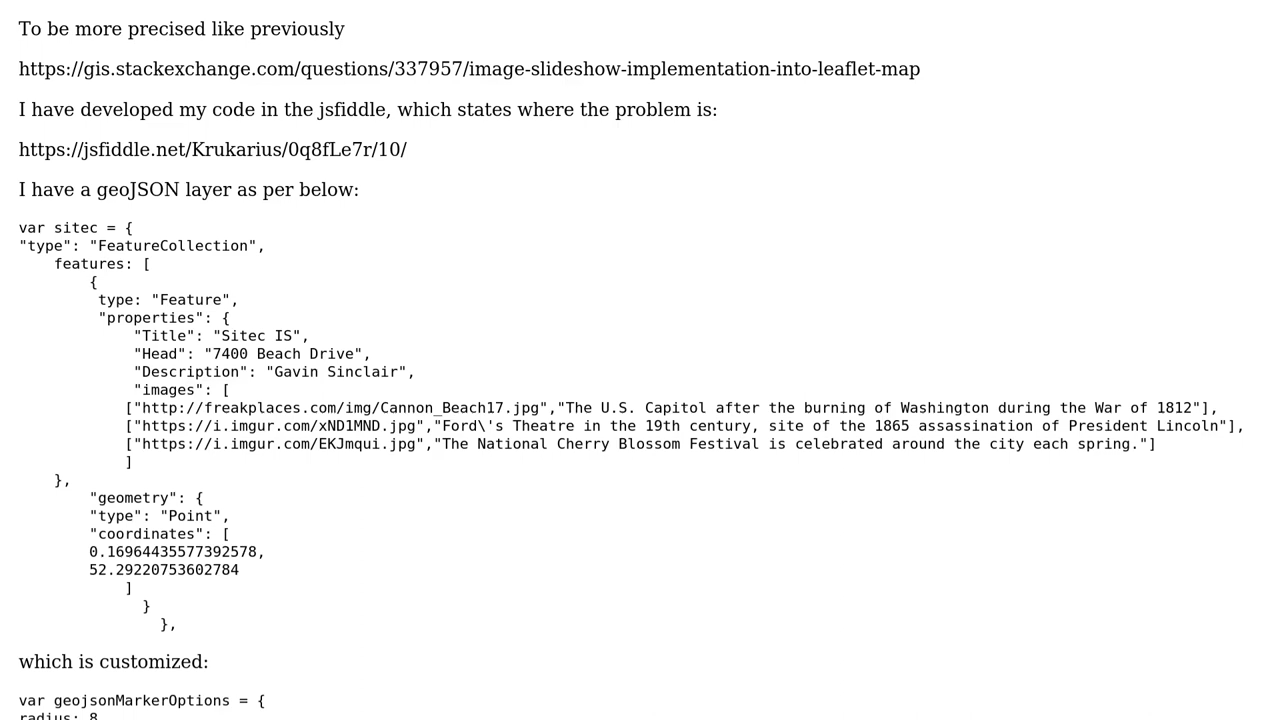 To be more precised like previously
https://gis.stackexchange.com/questions/337957/image-slideshow-implementation-into-leaflet-map
I have developed my code in the jsfiddle, which states where the problem is:
https://jsfiddle.net/Krukarius/0q8fLe7r/10/
I have a geoJSON layer as per below:
var sitec = {
"type": "FeatureCollection",
    features: [
        {
         type: "Feature",
         "properties": {
             "Title": "Sitec IS",
             "Head": "7400 Beach Drive",
             "Description": "Gavin Sinclair",
             "images": [
            ["http://freakplaces.com/img/Cannon_Beach17.jpg","The U.S. Capitol after the burning of Washington during the War of 1812"],
            ["https://i.imgur.com/xND1MND.jpg","Ford\'s Theatre in the 19th century, site of the 1865 assassination of President Lincoln"],
            ["https://i.imgur.com/EKJmqui.jpg","The National Cherry Blossom Festival is celebrated around the city each spring."]
            ]
    },
        "geometry": {
        "type": "Point",
        "coordinates": [
        0.16964435577392578,
        52.29220753602784
            ]
              }
                },
which is customized:
var geojsonMarkerOptions = {
radius: 8